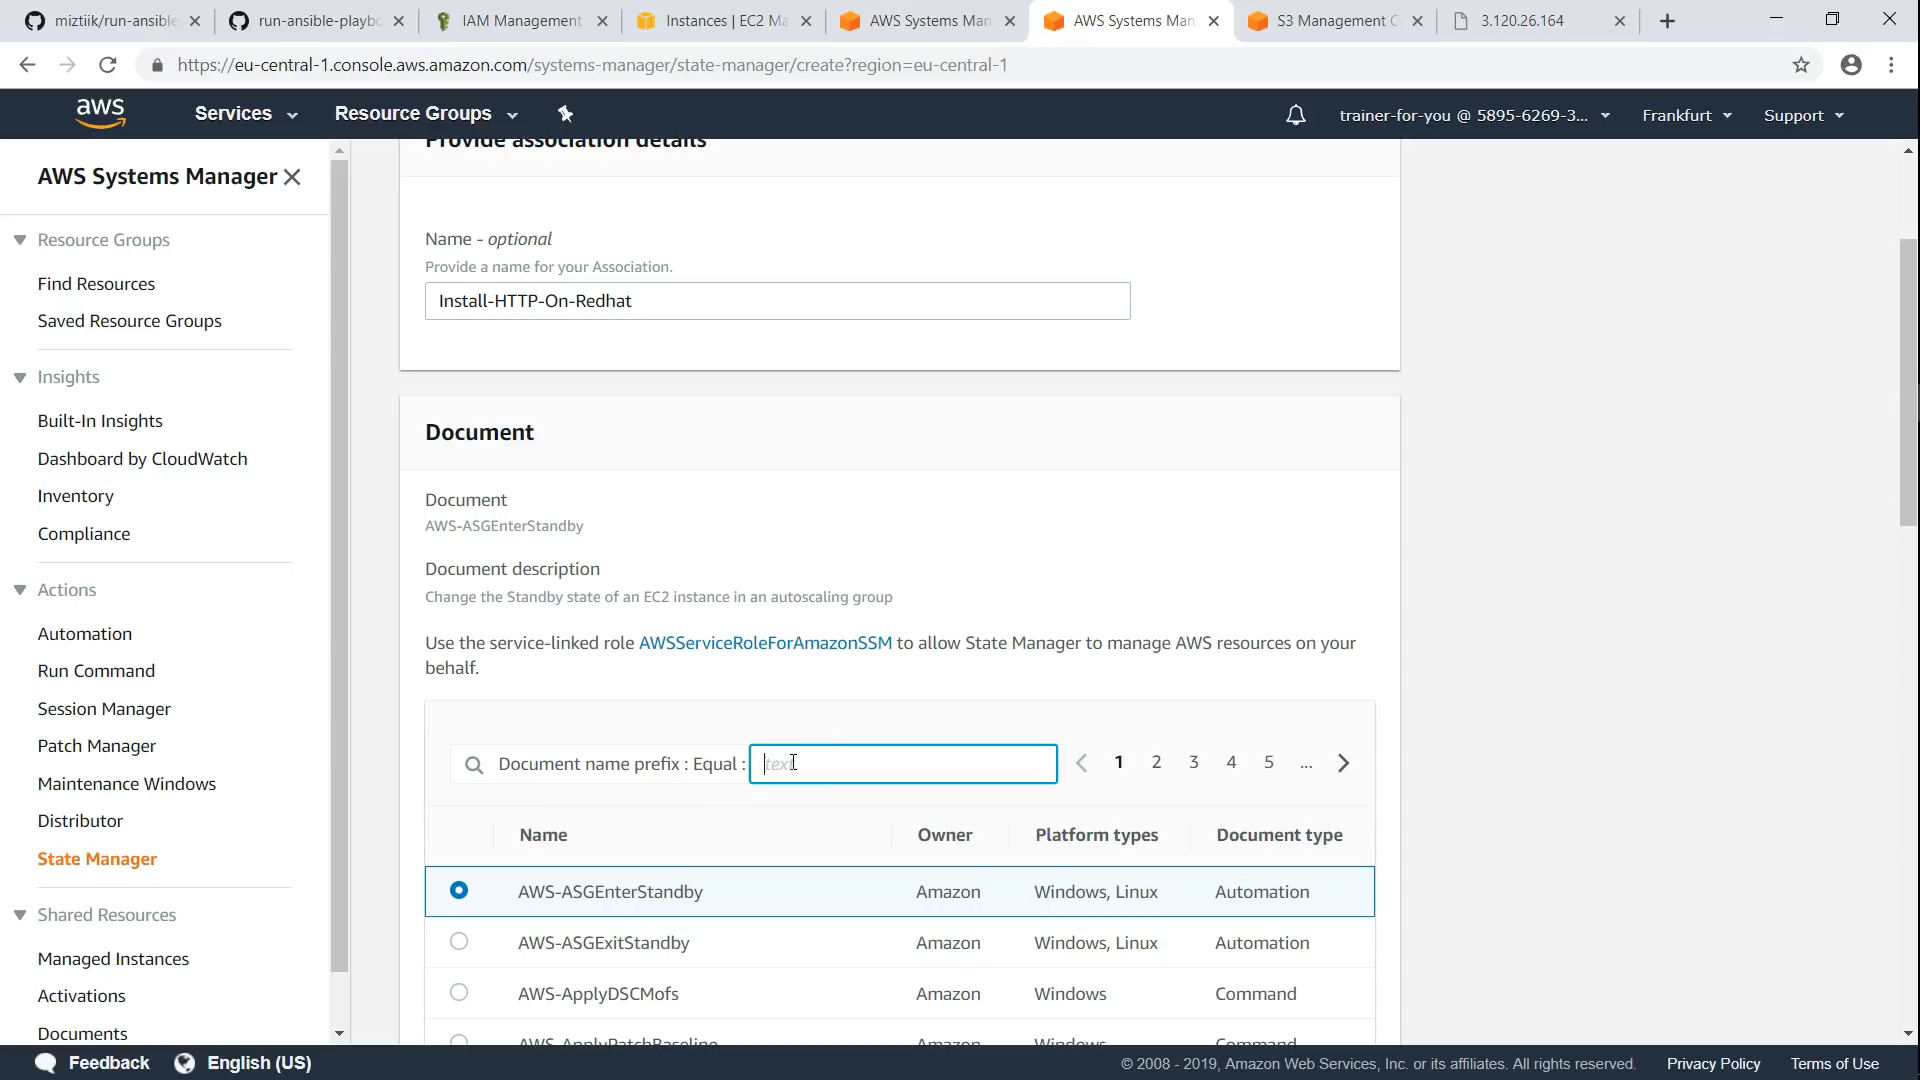 miztiik/run-ansible
run-ansible-playbo
IAM Management
Instances | EC2 Ma
AWS Systems Man
AWS Systems Man
S3 Management C
3.120.26.164
https://eu-central-1.console.aws.amazon.com/systems-manager/state-manager/create?region=eu-central-1
aws
Services
Resource Groups
trainer-for-you @ 5895-6269-3...
Frankfurt
Support
AWS Systems Manager
Resource Groups
Find Resources
Saved Resource Groups
Insights
Built-In Insights
Dashboard by CloudWatch
Inventory
Compliance
Actions
Automation
Run Command
Session Manager
Patch Manager
Maintenance Windows
Distributor
State Manager
Shared Resources
Managed Instances
Activations
Documents
Provide association details
Name - optional
Provide a name for your Association.
Install-HTTP-On-Redhat
Document
Document
AWS-ASGEnterStandby
Document description
Change the Standby state of an EC2 instance in an autoscaling group
Use the service-linked role AWSServiceRoleForAmazonSSM to allow State Manager to manage AWS resources on your
behalf.
Document name prefix : Equal : text
1 2 3 4 5 ...
Name Owner Platform types Document type
AWS-ASGEnterStandby Amazon Windows, Linux Automation
AWS-ASGExitStandby Amazon Windows, Linux Automation
AWS-ApplyDSCMofs Amazon Windows Command
AWS-ApplyPatchBaseline Amazon Windows Command
Feedback
English (US)
© 2008 - 2019, Amazon Web Services, Inc. or its affiliates. All rights reserved.
Privacy Policy
Terms of Use